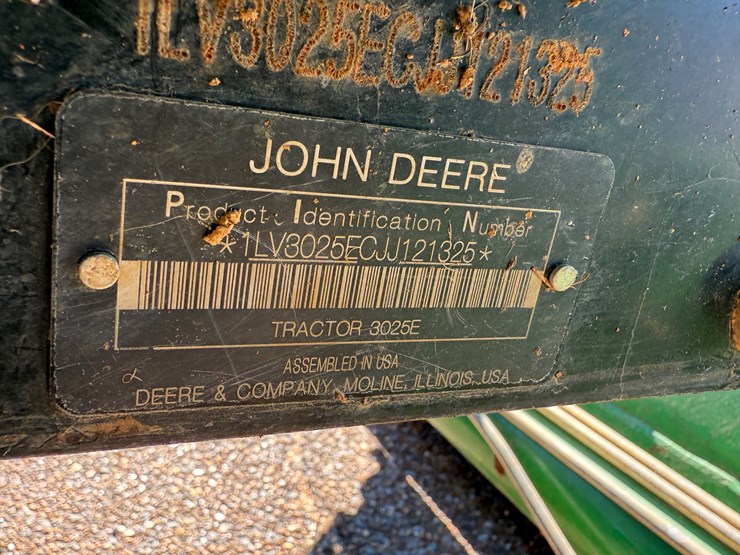 1LV3025ECJJ121325
JOHN DEERE
Product Identification Number
*1LV3025ECJJ121325*
TRACTOR 3025E
ASSEMBLED IN USA
DEERE & COMPANY, MOLINE, ILLINOIS, USA